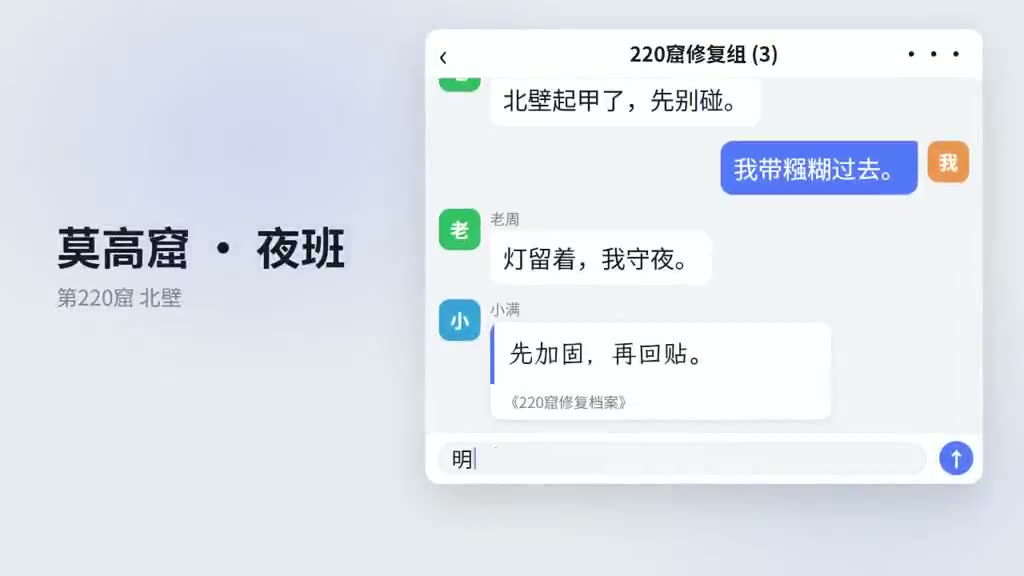 莫高窟 · 夜班
第220窟 北壁
220窟修复组 (3)
北壁起甲了，先别碰。
我带糨糊过去。
我
老
老周
灯留着，我守夜。
小
小满
先加固，再回贴。
《220窟修复档案》
明